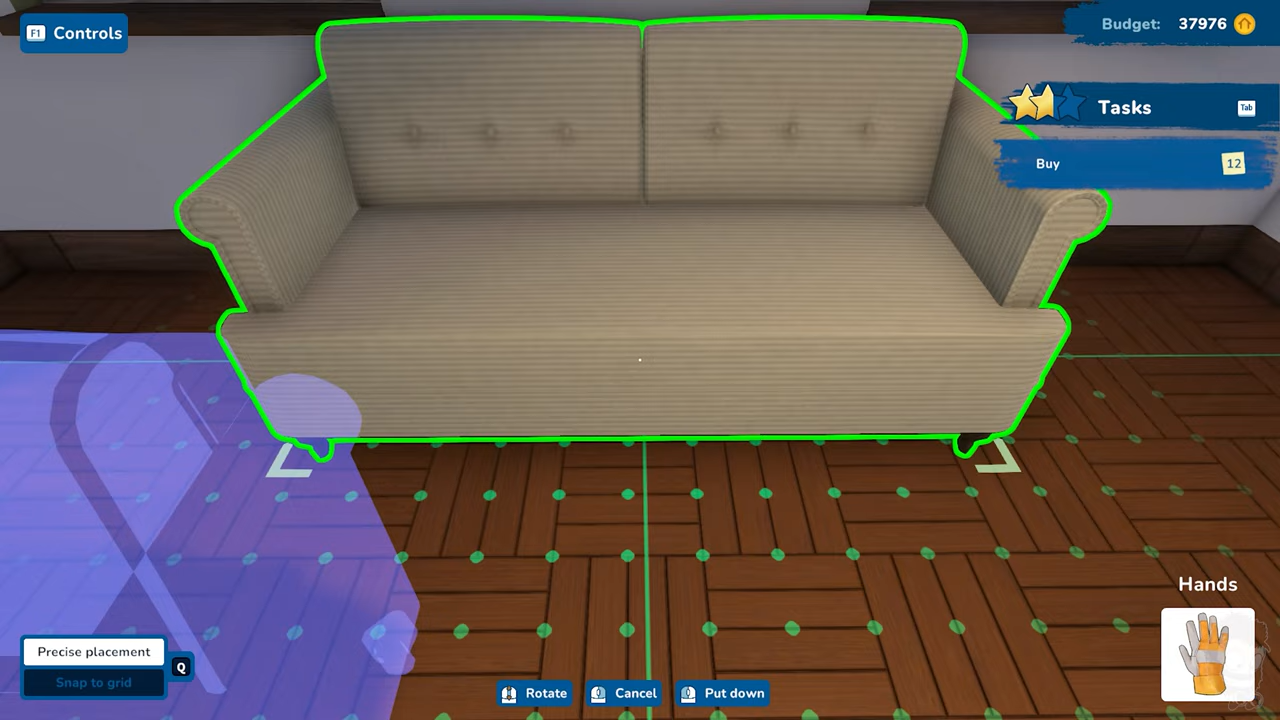 F1 Controls
Budget: 37976
Tasks Tab
Buy 12
Hands
Precise placement
Snap to grid
Q
Rotate Cancel Put down